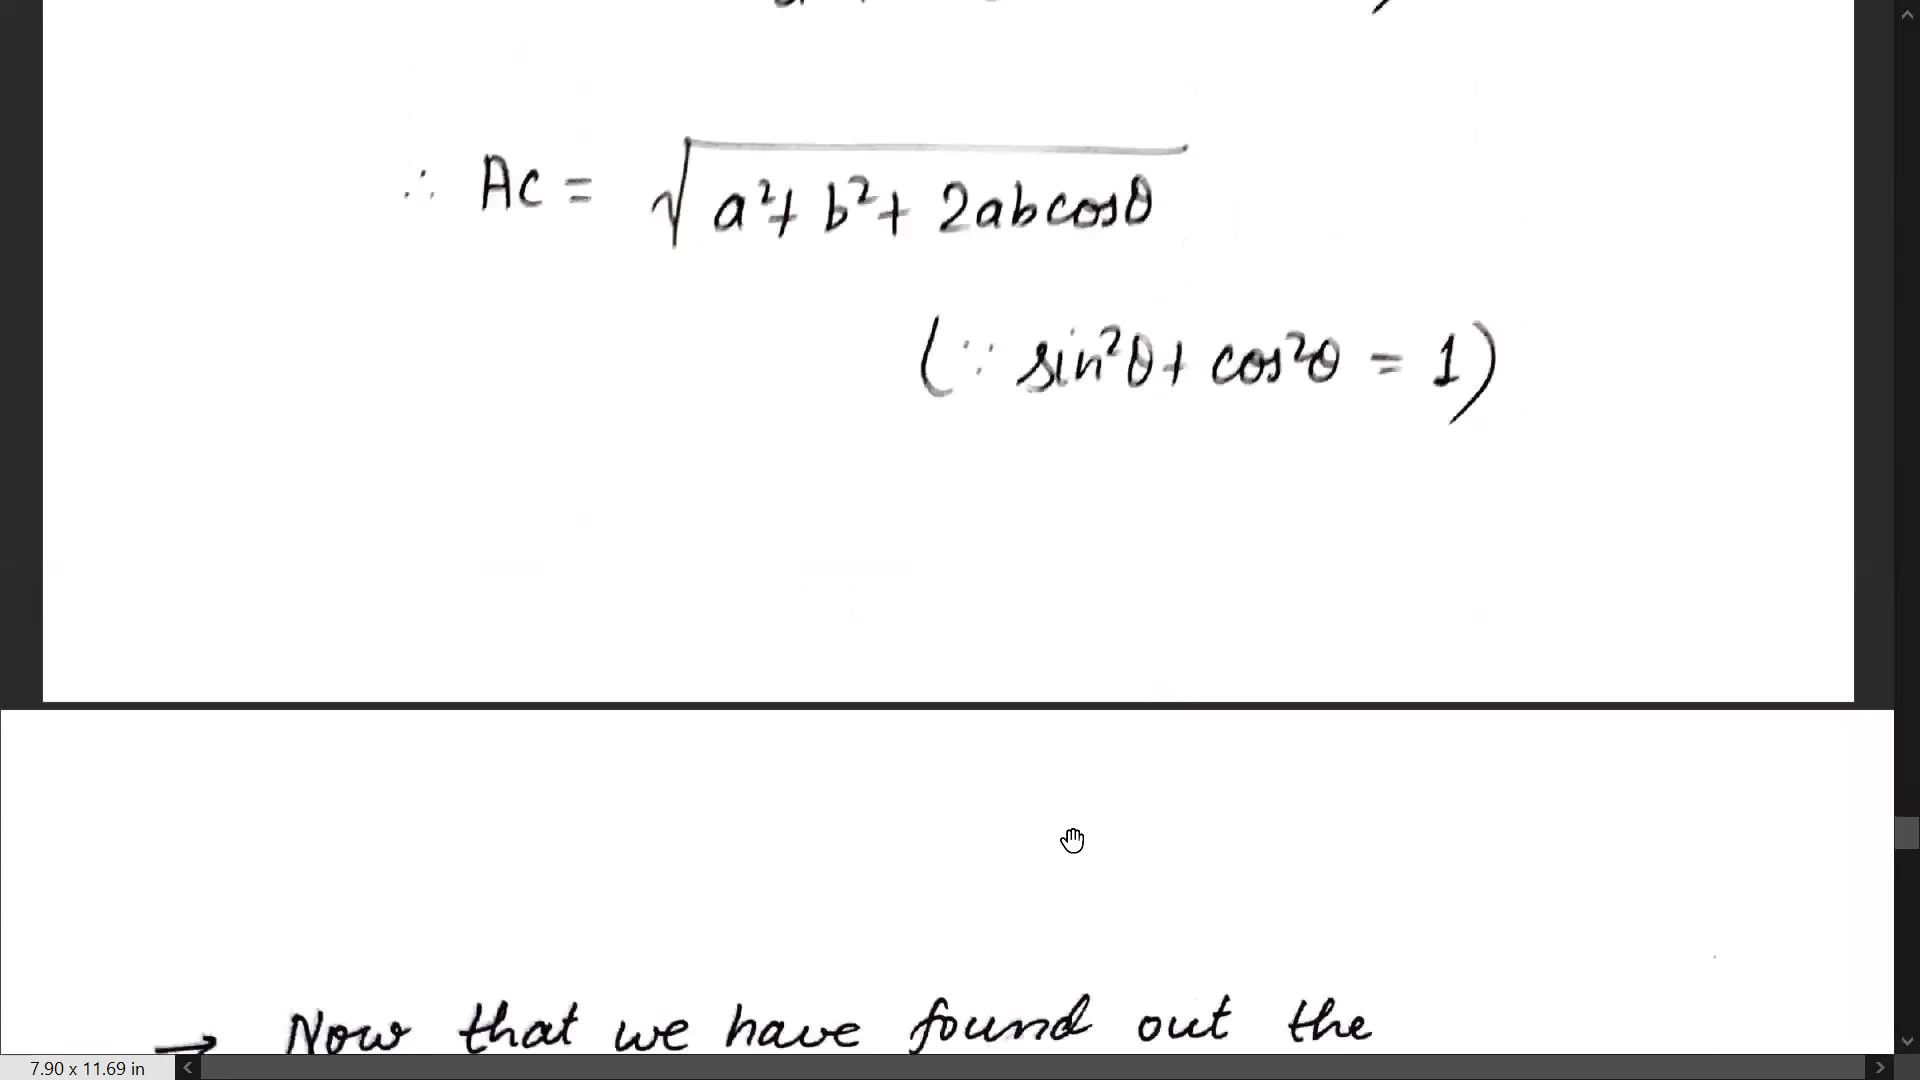 ∴ AC = √(a² + b² + 2abcosθ)
(∵ sin²θ + cos²θ = 1)
→ Now that we have found out the
7.90 x 11.69 in